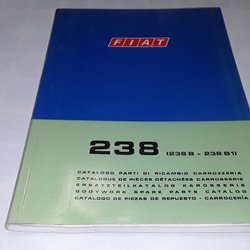 FIAT
238 (238 B - 238 B1)
CATALOGO PARTI DI RICAMBIO CARROZZERIA
CATALOGUE DE PIÈCES DÉTACHÉES CARROSSERIE
ERSATZTEILKATALOG KAROSSERIE
BODYWORK SPARE PARTS CATALOG
CATÁLOGO DE PIEZAS DE REPUESTO - CARROCERÍA